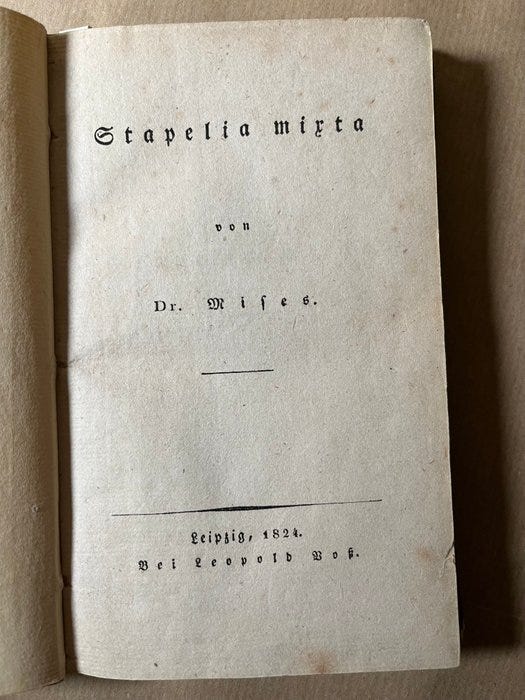 Stapelia mixta
von
Dr. Mises.
Leipzig, 1824.
Bei Leopold Voß.